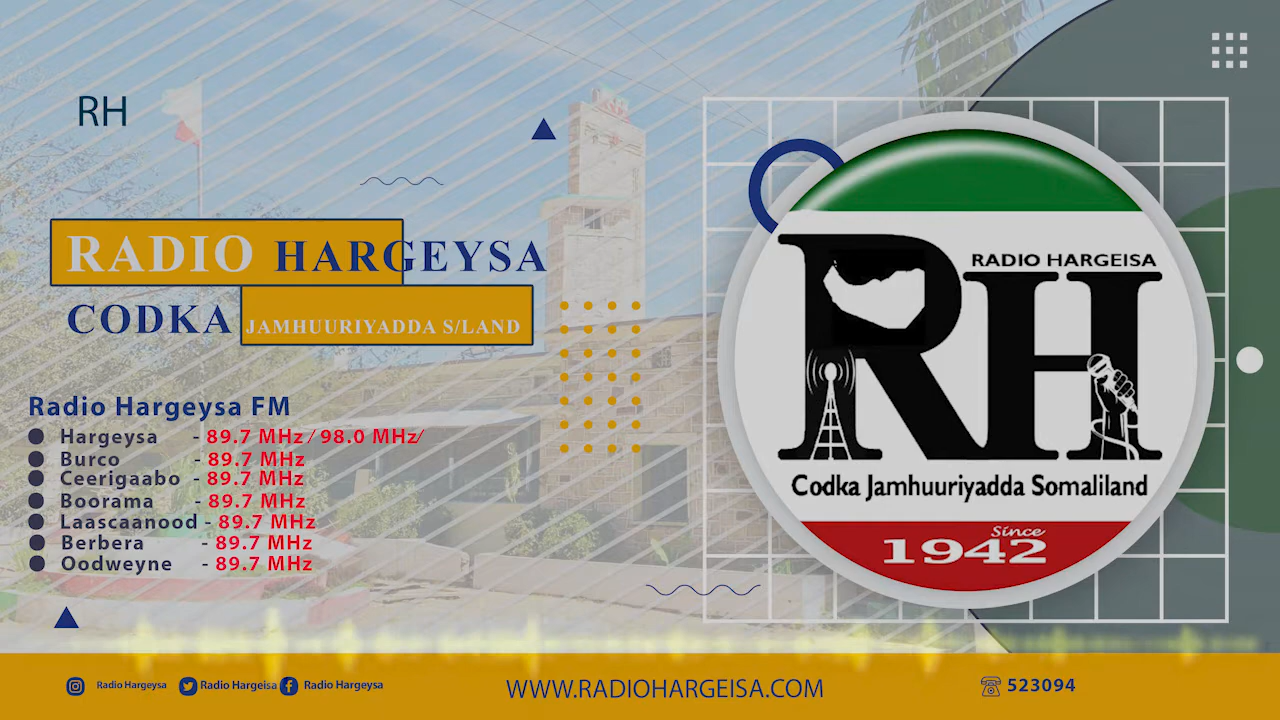 RH
RADIO HARGEYSA
CODKA JAMHUURIYADDA S/LAND
Radio Hargeysa FM
Hargeysa - 89.7 MHz / 98.0 MHz/
Burco - 89.7 MHz
Ceerigaabo - 89.7 MHz
Boorama - 89.7 MHz
Laascaanood - 89.7 MHz
Berbera - 89.7 MHz
Oodweyne - 89.7 MHz
RADIO HARGEISA
RH
Codka Jamhuuriyadda Somaliland
Since
1942
Radio Hargeysa Radio Hargeisa Radio Hargeysa
WWW.RADIOHARGEISA.COM
523094